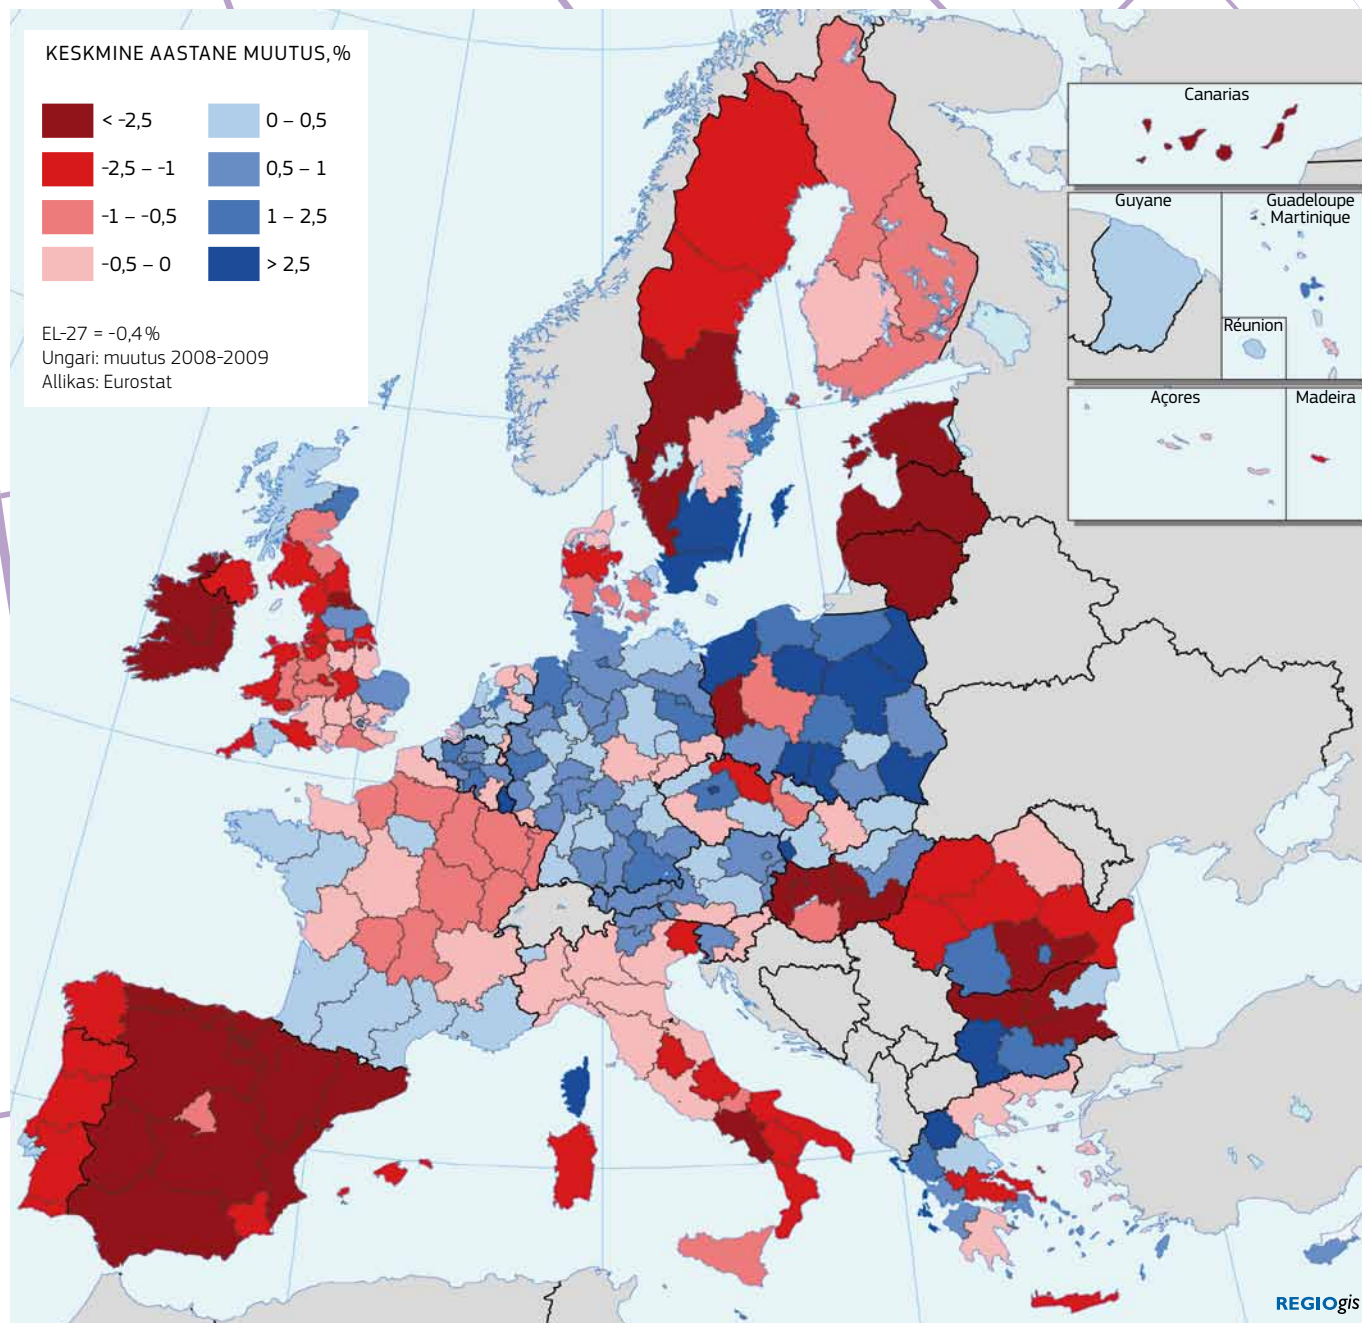 KESKMINE AASTANE MUUTUS, %
< -2,5
0 – 0,5
-2,5 – -1
0,5 – 1
-1 – -0,5
1 – 2,5
-0,5 – 0
> 2,5
EL-27 = -0,4 %
Ungari: muutus 2008-2009
Allikas: Eurostat
Canarias
Guyane
Guadeloupe
Martinique
Réunion
Açores
Madeira
REGIOgis